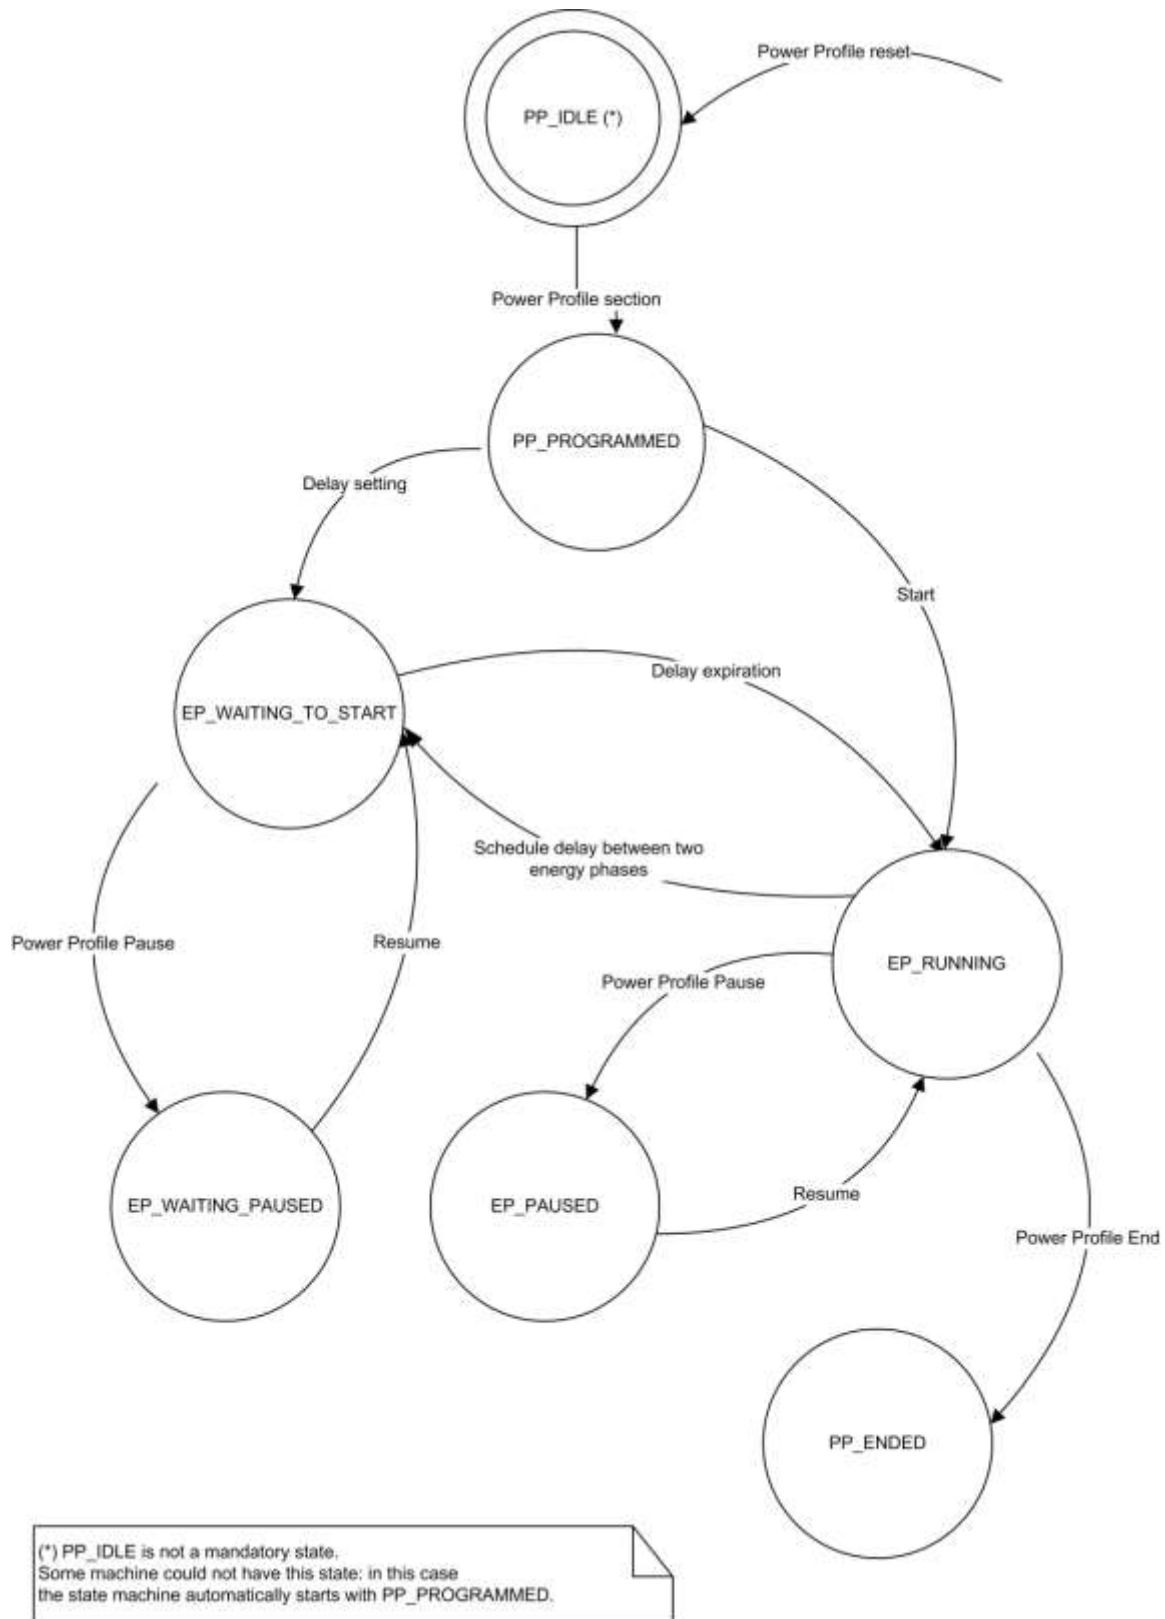 Power Profile reset
PP_IDLE (*)
Power Profile section
PP_PROGRAMMED
Delay setting
Start
Delay expiration
EP_WAITING_TO_START
Schedule delay between two
energy phases
Power Profile Pause
Resume
EP_RUNNING
Power Profile Pause
EP_WAITING_PAUSED
EP_PAUSED
Resume
Power Profile End
PP_ENDED
(*) PP_IDLE is not a mandatory state.
Some machine could not have this state: in this case
the state machine automatically starts with PP_PROGRAMMED.